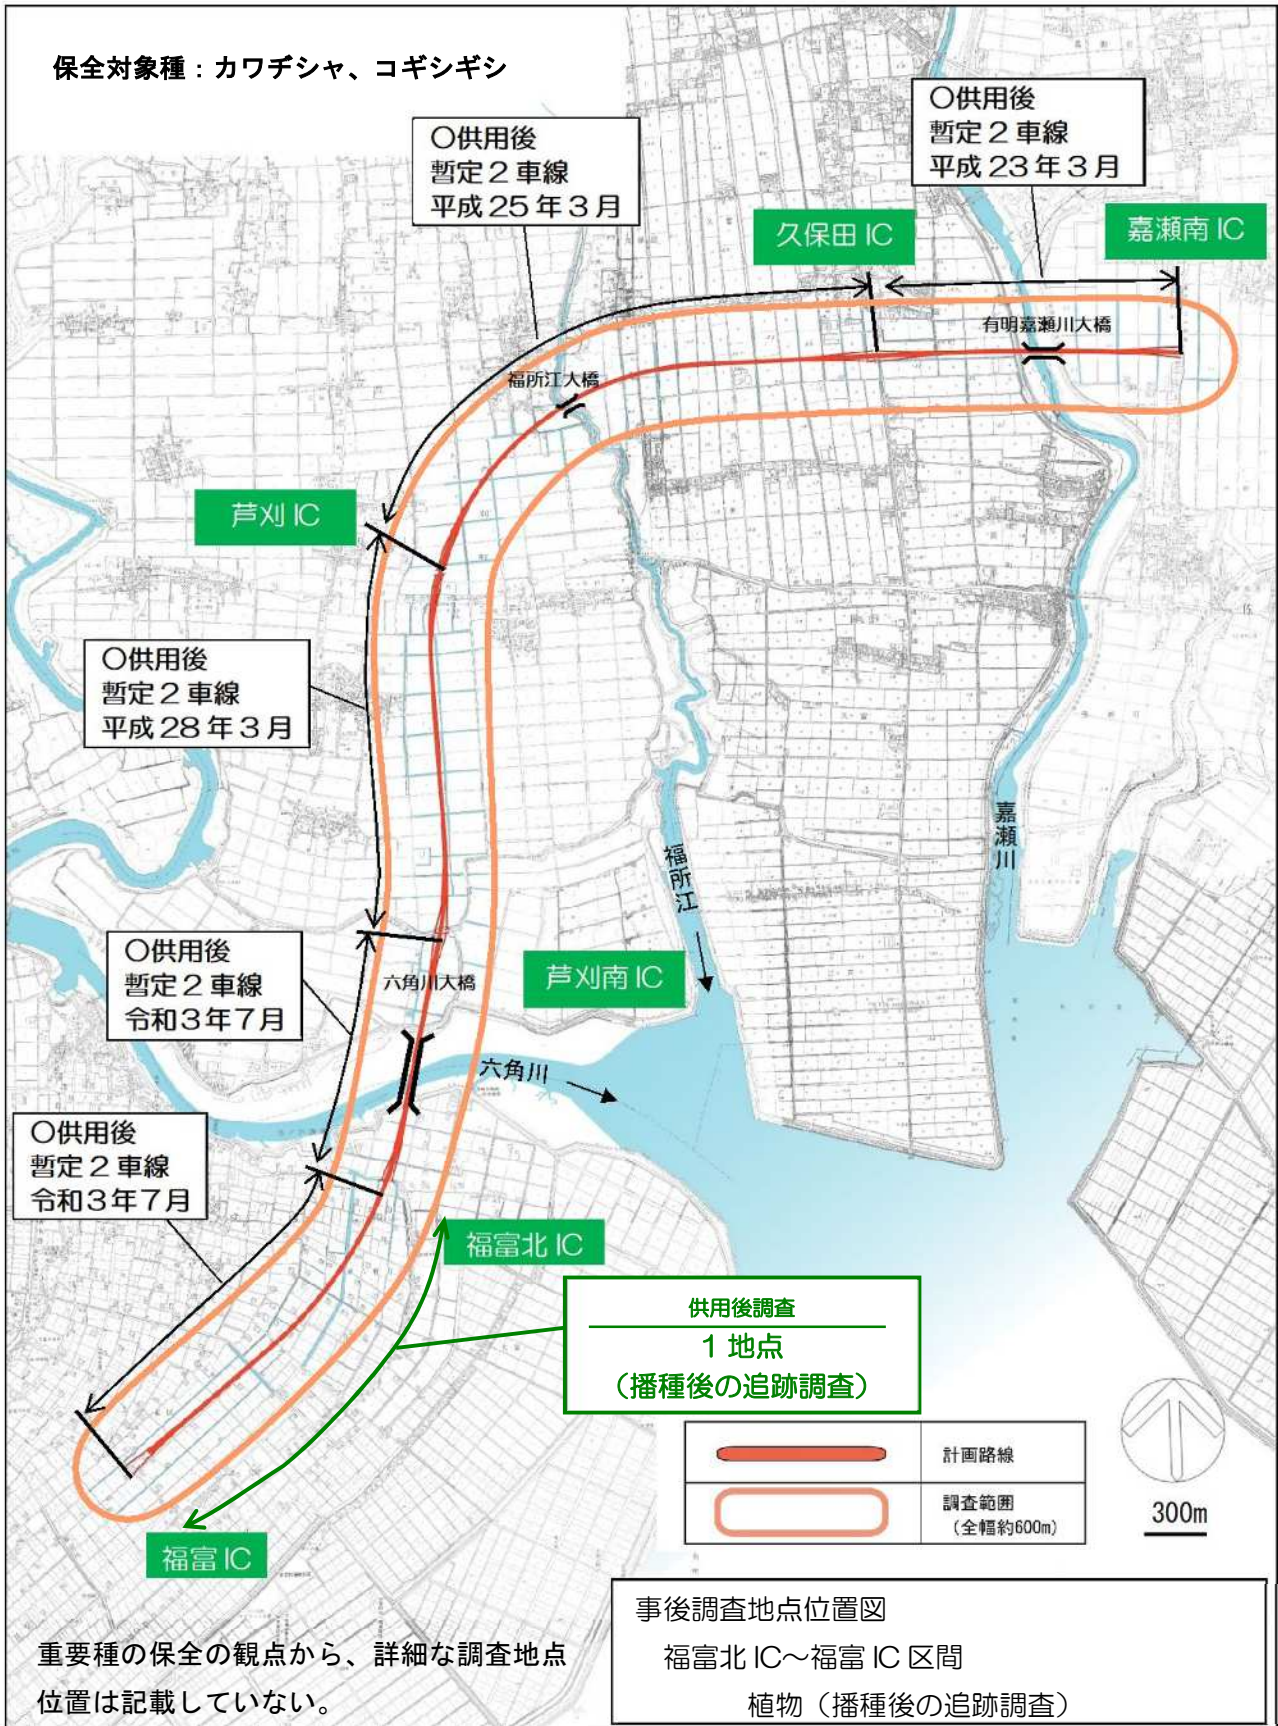 保全対象種：カワヂシャ、コギシギシ
〇供用後
暫定２車線
平成23年３月
〇供用後
暫定２車線
平成25年３月
久保田 IC
嘉瀬南 IC
有明嘉瀬川大橋
福所江大橋
芦刈 IC
〇供用後
暫定２車線
平成28年３月
嘉瀬川
福所江
〇供用後
暫定２車線
令和３年７月
六角川大橋
芦刈南 IC
六角川
〇供用後
暫定２車線
令和３年７月
福富北 IC
供用後調査
１地点
（播種後の追跡調査）
計画路線
調査範囲
（全幅約600m）
300m
福富 IC
重要種の保全の観点から、詳細な調査地点
位置は記載していない。
事後調査地点位置図
福富北 IC～福富 IC 区間
植物（播種後の追跡調査）